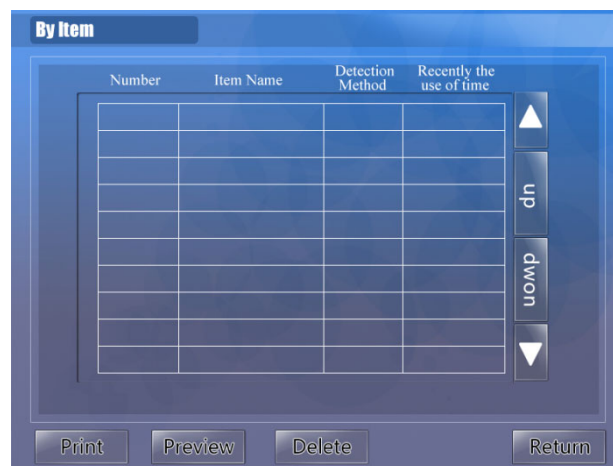 By Item
Number Item Name Detection Method Recently the use of time
up
dwon
Print Preview Delete Return